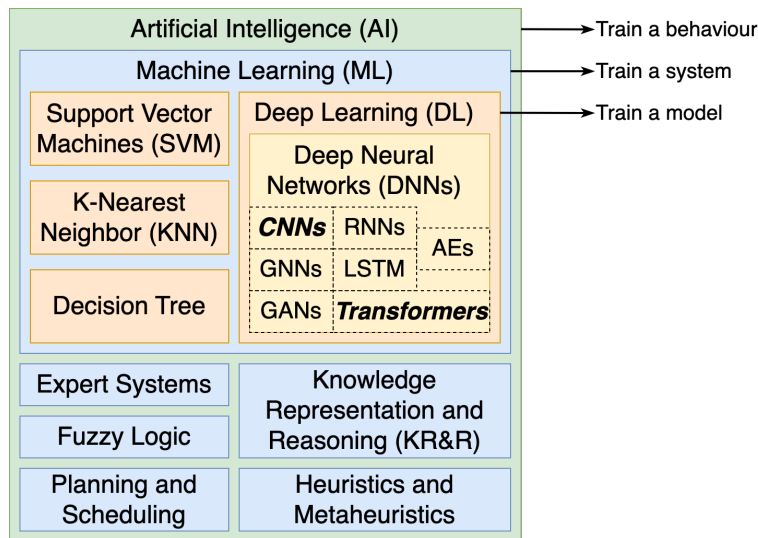 Artificial Intelligence (AI)
Train a behaviour
Machine Learning (ML)
Train a system
Support Vector
Machines (SVM)
Deep Learning (DL)
Train a model
Deep Neural
Networks (DNNs)
K-Nearest
Neighbor (KNN)
CNNs
RNNs
AEs
GNNs
LSTM
GANs
Transformers
Decision Tree
Expert Systems
Knowledge
Representation and
Reasoning (KR&R)
Fuzzy Logic
Planning and
Scheduling
Heuristics and
Metaheuristics